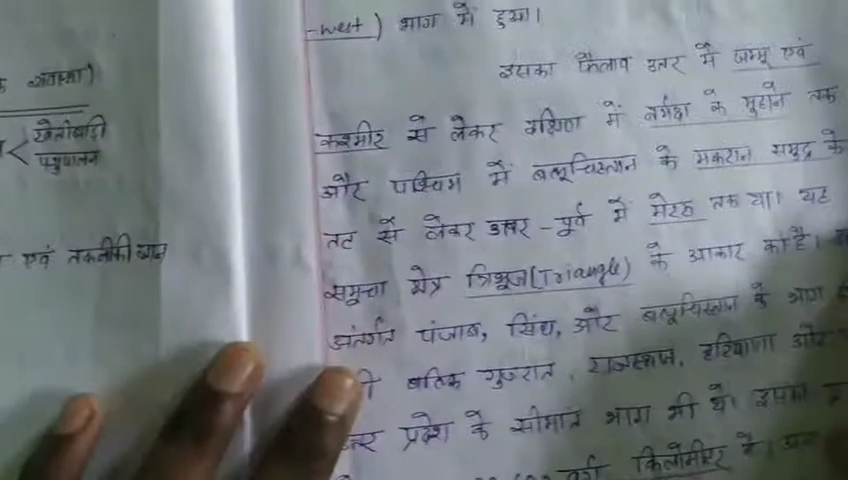 क व्यवस्था)
खेतीबाड़ी
पशुपालन
एवं तकनीकी ज्ञान
-west) भाग में हुआ।
इसका फैलाव उत्तर में जम्मू एवं
कश्मीर से लेकर दक्षिण में नर्मदा के मुहाने तक
और पश्चिम में बलूचिस्तान के मकरान समुद्र के
तट से लेकर उत्तर-पूर्व में मेरठ तक था। यह
समूचा क्षेत्र त्रिभूज(Triangle) के आकार का है।
अंतर्गत पंजाब, सिंध, और बलूचिस्तान के भाग
बल्कि गुजरात, राजस्थान, हरियाणा और
प्रदेश के सीमांत भाग भी थे। इसका
वर्ग किलोमीटर है।